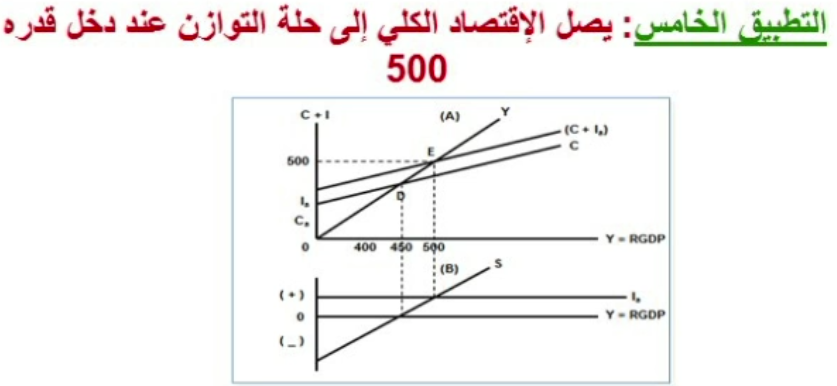 التطبيق الخامس: يصل الإقتصاد الكلي إلى حلة التوازن عند دخل قدره
500
C + I
(A)
Y
(C + Iₐ)
C
E
500
D
Iₐ
Cₐ
0
400
450
500
Y = RGDP
(B)
S
(+)
Iₐ
0
Y = RGDP
(_)